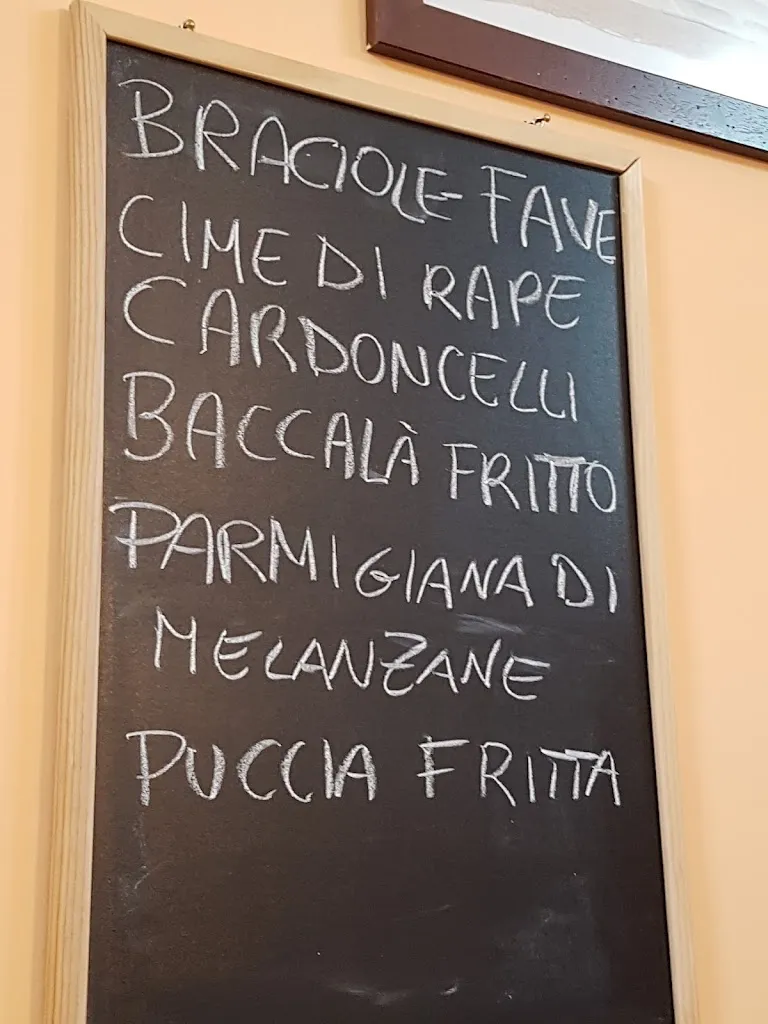 BRACIOLE FAVE
CIME DI RAPE
CARDONCELLI
BACCALÀ FRITTO
PARMIGIANA DI
MELANZANE
PUCCIA FRITTA